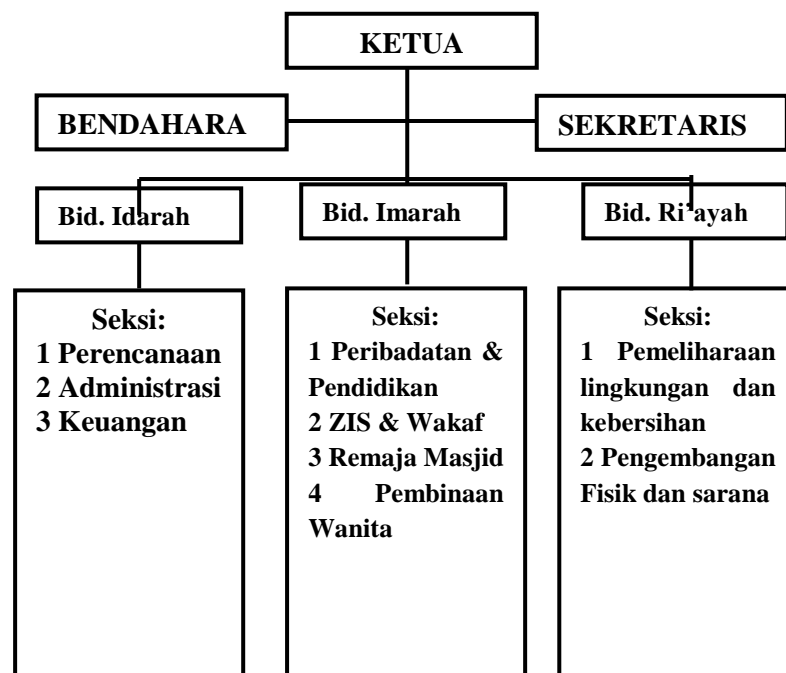 KETUA
BENDAHARA
SEKRETARIS
Bid. Idarah
Bid. Imarah
Bid. Ri'ayah
Seksi:
1 Perencanaan
2 Administrasi
3 Keuangan
Seksi:
1 Peribadatan &
Pendidikan
2 ZIS & Wakaf
3 Remaja Masjid
4 Pembinaan
Wanita
Seksi:
1 Pemeliharaan
lingkungan dan
kebersihan
2 Pengembangan
Fisik dan sarana